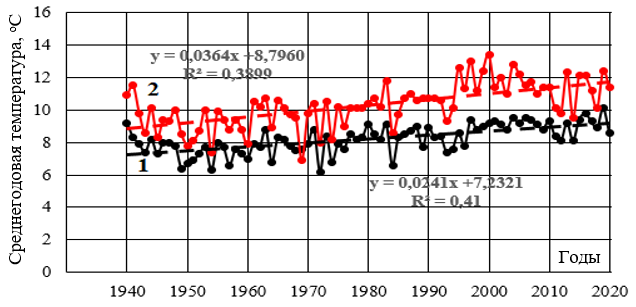 Среднегодовая температура, °С
16
14
12
10
8
6
4
2
0
y = 0,0364x +8,7960
R² = 0,3899
2
1
y = 0,0241x +7,2321
R² = 0,41
Годы
1940 1950 1960 1970 1980 1990 2000 2010 2020